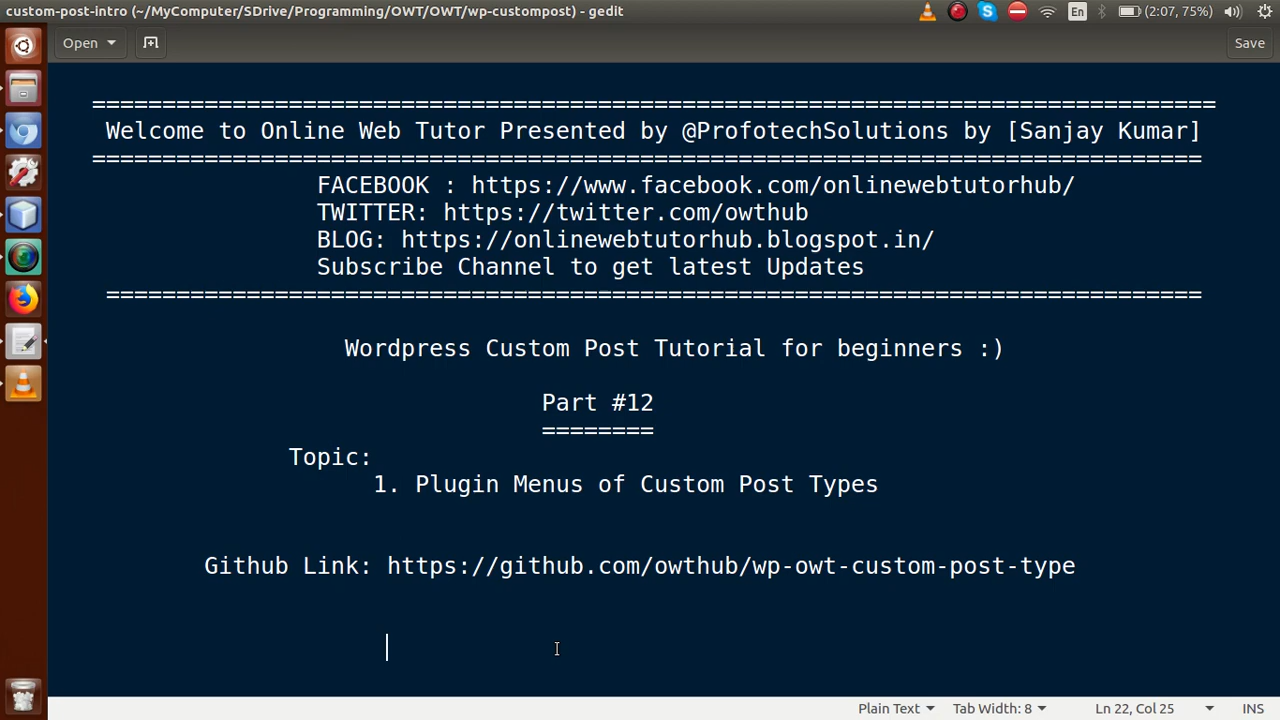 custom-post-intro (~/MyComputer/SDrive/Programming/OWT/OWT/wp-custompost) - gedit
En
(2:07, 75%)
Open
Save
================================================================================
Welcome to Online Web Tutor Presented by @ProfotechSolutions by [Sanjay Kumar]
===============================================================================
FACEBOOK : https://www.facebook.com/onlinewebtutorhub/
TWITTER: https://twitter.com/owthub
BLOG: https://onlinewebtutorhub.blogspot.in/
Subscribe Channel to get latest Updates
==============================================================================
Wordpress Custom Post Tutorial for beginners :)
Part #12
========
Topic:
1. Plugin Menus of Custom Post Types
Github Link: https://github.com/owthub/wp-owt-custom-post-type
Plain Text
Tab Width: 8
Ln 22, Col 25
INS